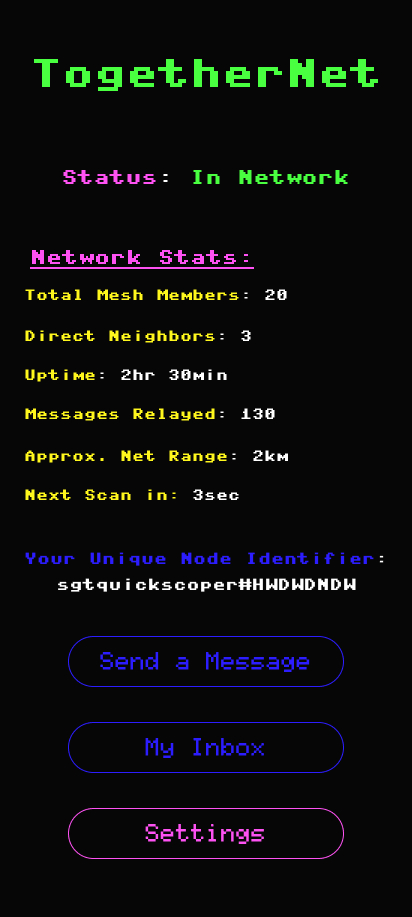 TogetherNet
Status: In Network
Network Stats:
Total Mesh Members: 20
Direct Neighbors: 3
Uptime: 2hr 30min
Messages Relayed: 130
Approx. Net Range: 2km
Next Scan in: 3sec
Your Unique Node Identifier:
sgtquickscoper#HWDWDNDW
Send a Message
My Inbox
Settings